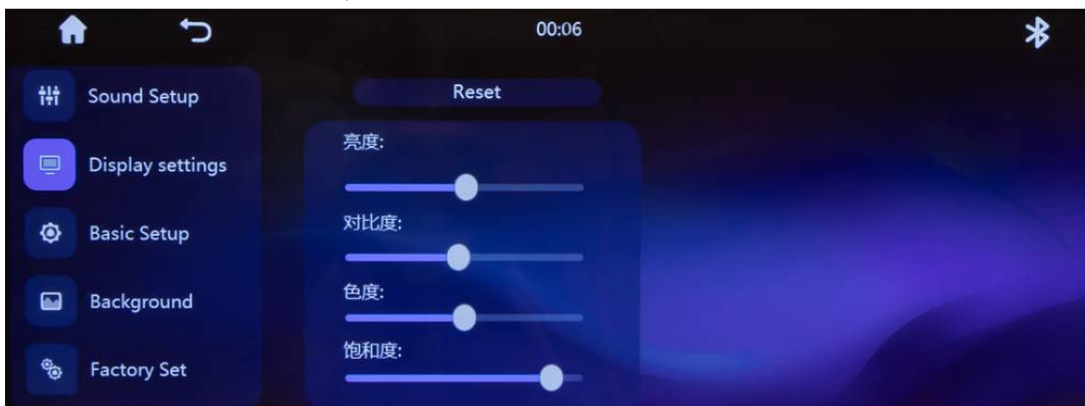 00:06
Sound Setup
Reset
亮度:
Display settings
对比度:
Basic Setup
色度:
Background
饱和度:
Factory Set